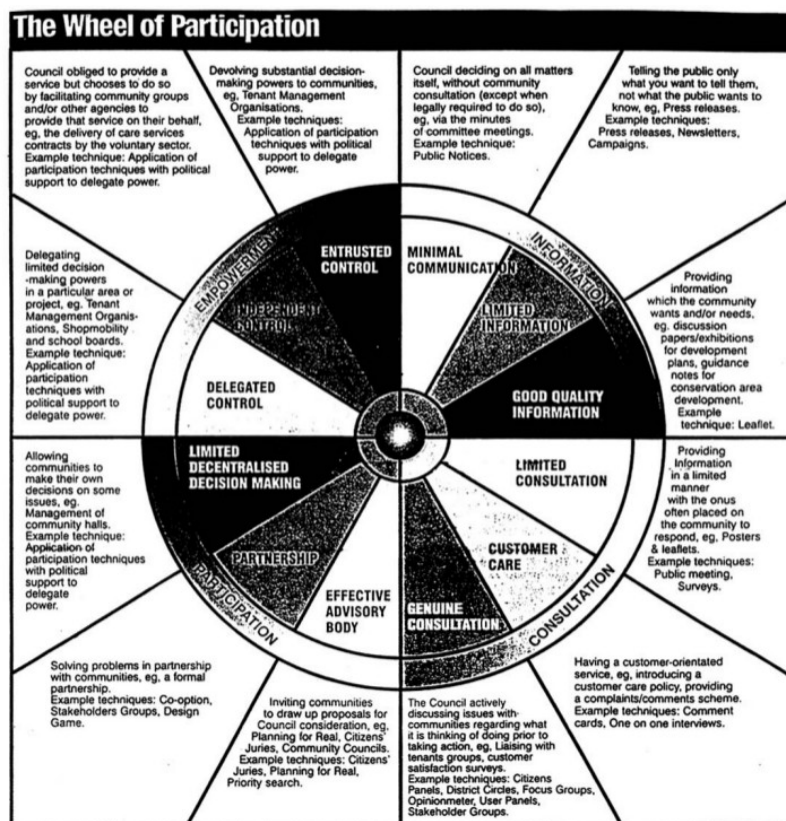 The Wheel of Participation
Council obliged to provide a
service but chooses to do so
by facilitating community groups
and/or other agencies to
provide that service on their behalf,
eg. the delivery of care services
contracts by the voluntary sector.
Example technique: Application of
participation techniques with political
support to delegate power.
Devolving substantial decision-
making powers to communities,
eg, Tenant Management
Organisations.
Example techniques:
Application of participation
techniques with political
support to delegate
power.
Council deciding on all matters
itself, without community
consultation (except when
legally required to do so),
eg, via the minutes
of committee meetings.
Example technique:
Public Notices.
Telling the public only
what you want to tell them,
not what the public wants to
know, eg, Press releases.
Example techniques:
Press releases, Newsletters,
Campaigns.
Delegating
limited decision
-making powers
in a particular area or
project, eg. Tenant
Management Organis-
ations, Shopmobility
and school boards.
Example technique:
Application of
participation
techniques with
political support to
delegate power.
EMPOWERMENT
ENTRUSTED
CONTROL
INDEPENDENT
CONTROL
DELEGATED
CONTROL
INFORMATION
MINIMAL
COMMUNICATION
LIMITED
INFORMATION
GOOD QUALITY
INFORMATION
Providing
information
which the community
wants and/or needs.
eg. discussion
papers/exhibitions
for development
plans, guidance
notes for
conservation area
development.
Example
technique: Leaflet.
Allowing
communities to
make their own
decisions on some
issues, eg.
Management of
community halls.
Example technique:
Application of
participation techniques
with political
support to
delegate
power.
LIMITED
DECENTRALISED
DECISION MAKING
PARTNERSHIP
EFFECTIVE
ADVISORY
BODY
PARTICIPATION
LIMITED
CONSULTATION
CUSTOMER
CARE
GENUINE
CONSULTATION
CONSULTATION
Providing
Information
in a limited
manner
with the onus
often placed on
the community to
respond, eg, Posters
& leaflets.
Example techniques:
Public meeting,
Surveys.
Solving problems in partnership
with communities, eg, a formal
partnership.
Example techniques: Co-option,
Stakeholders Groups, Design
Game.
Inviting communities
to draw up proposals for
Council consideration, eg,
Planning for Real, Citizens'
Juries, Community Councils.
Example techniques: Citizens'
Juries, Planning for Real,
Priority search.
The Council actively
discussing issues with
communities regarding what
it is thinking of doing prior to
taking action, eg, Liaising with
tenants groups, customer
satisfaction surveys.
Example techniques: Citizens
Panels, District Circles, Focus Groups,
Opinionmeter, User Panels,
Stakeholder Groups.
Having a customer-orientated
service, eg, introducing a
customer care policy, providing
a complaints/comments scheme.
Example techniques: Comment
cards, One on one interviews.